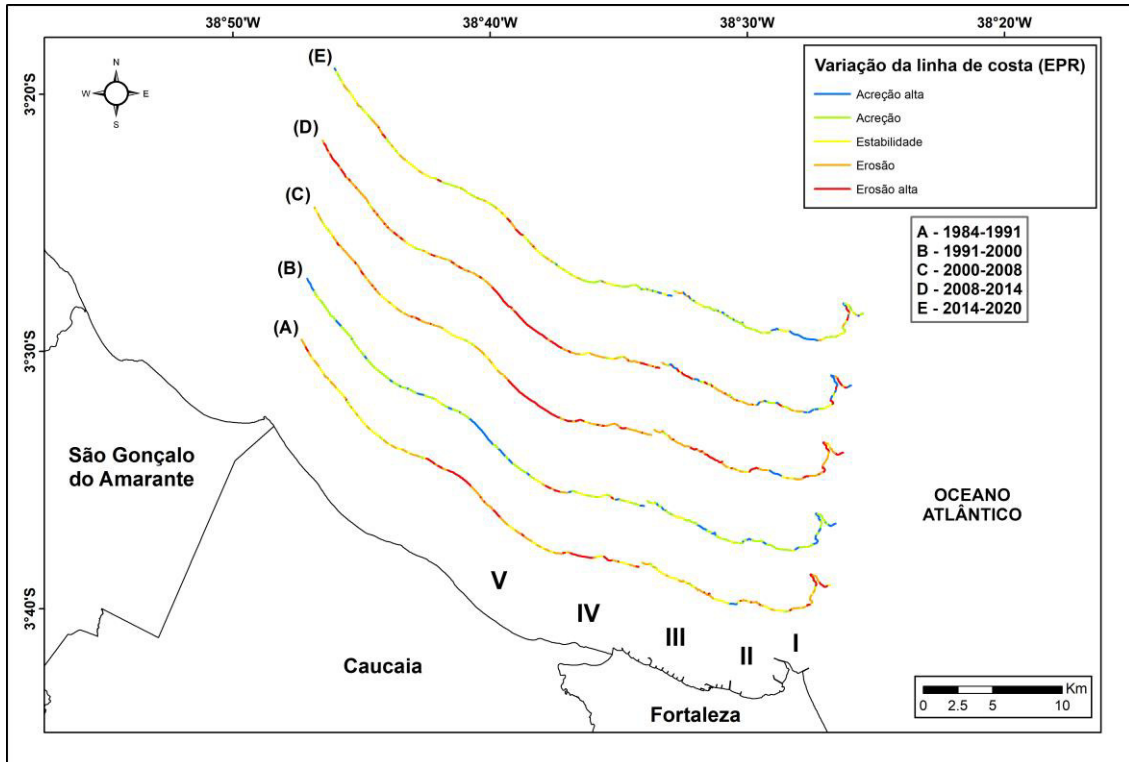 38°50'W
38°40'W
38°30'W
38°20'W
3°20'S
3°30'S
3°40'S
N
W
E
S
(E)
(D)
(C)
(B)
(A)
Variação da linha de costa (EPR)
Acreção alta
Acreção
Estabilidade
Erosão
Erosão alta
A - 1984-1991
B - 1991-2000
C - 2000-2008
D - 2008-2014
E - 2014-2020
São Gonçalo
do Amarante
OCEANO
ATLÂNTICO
V
IV
III
II
I
Caucaia
Fortaleza
Km
0 2.5 5 10